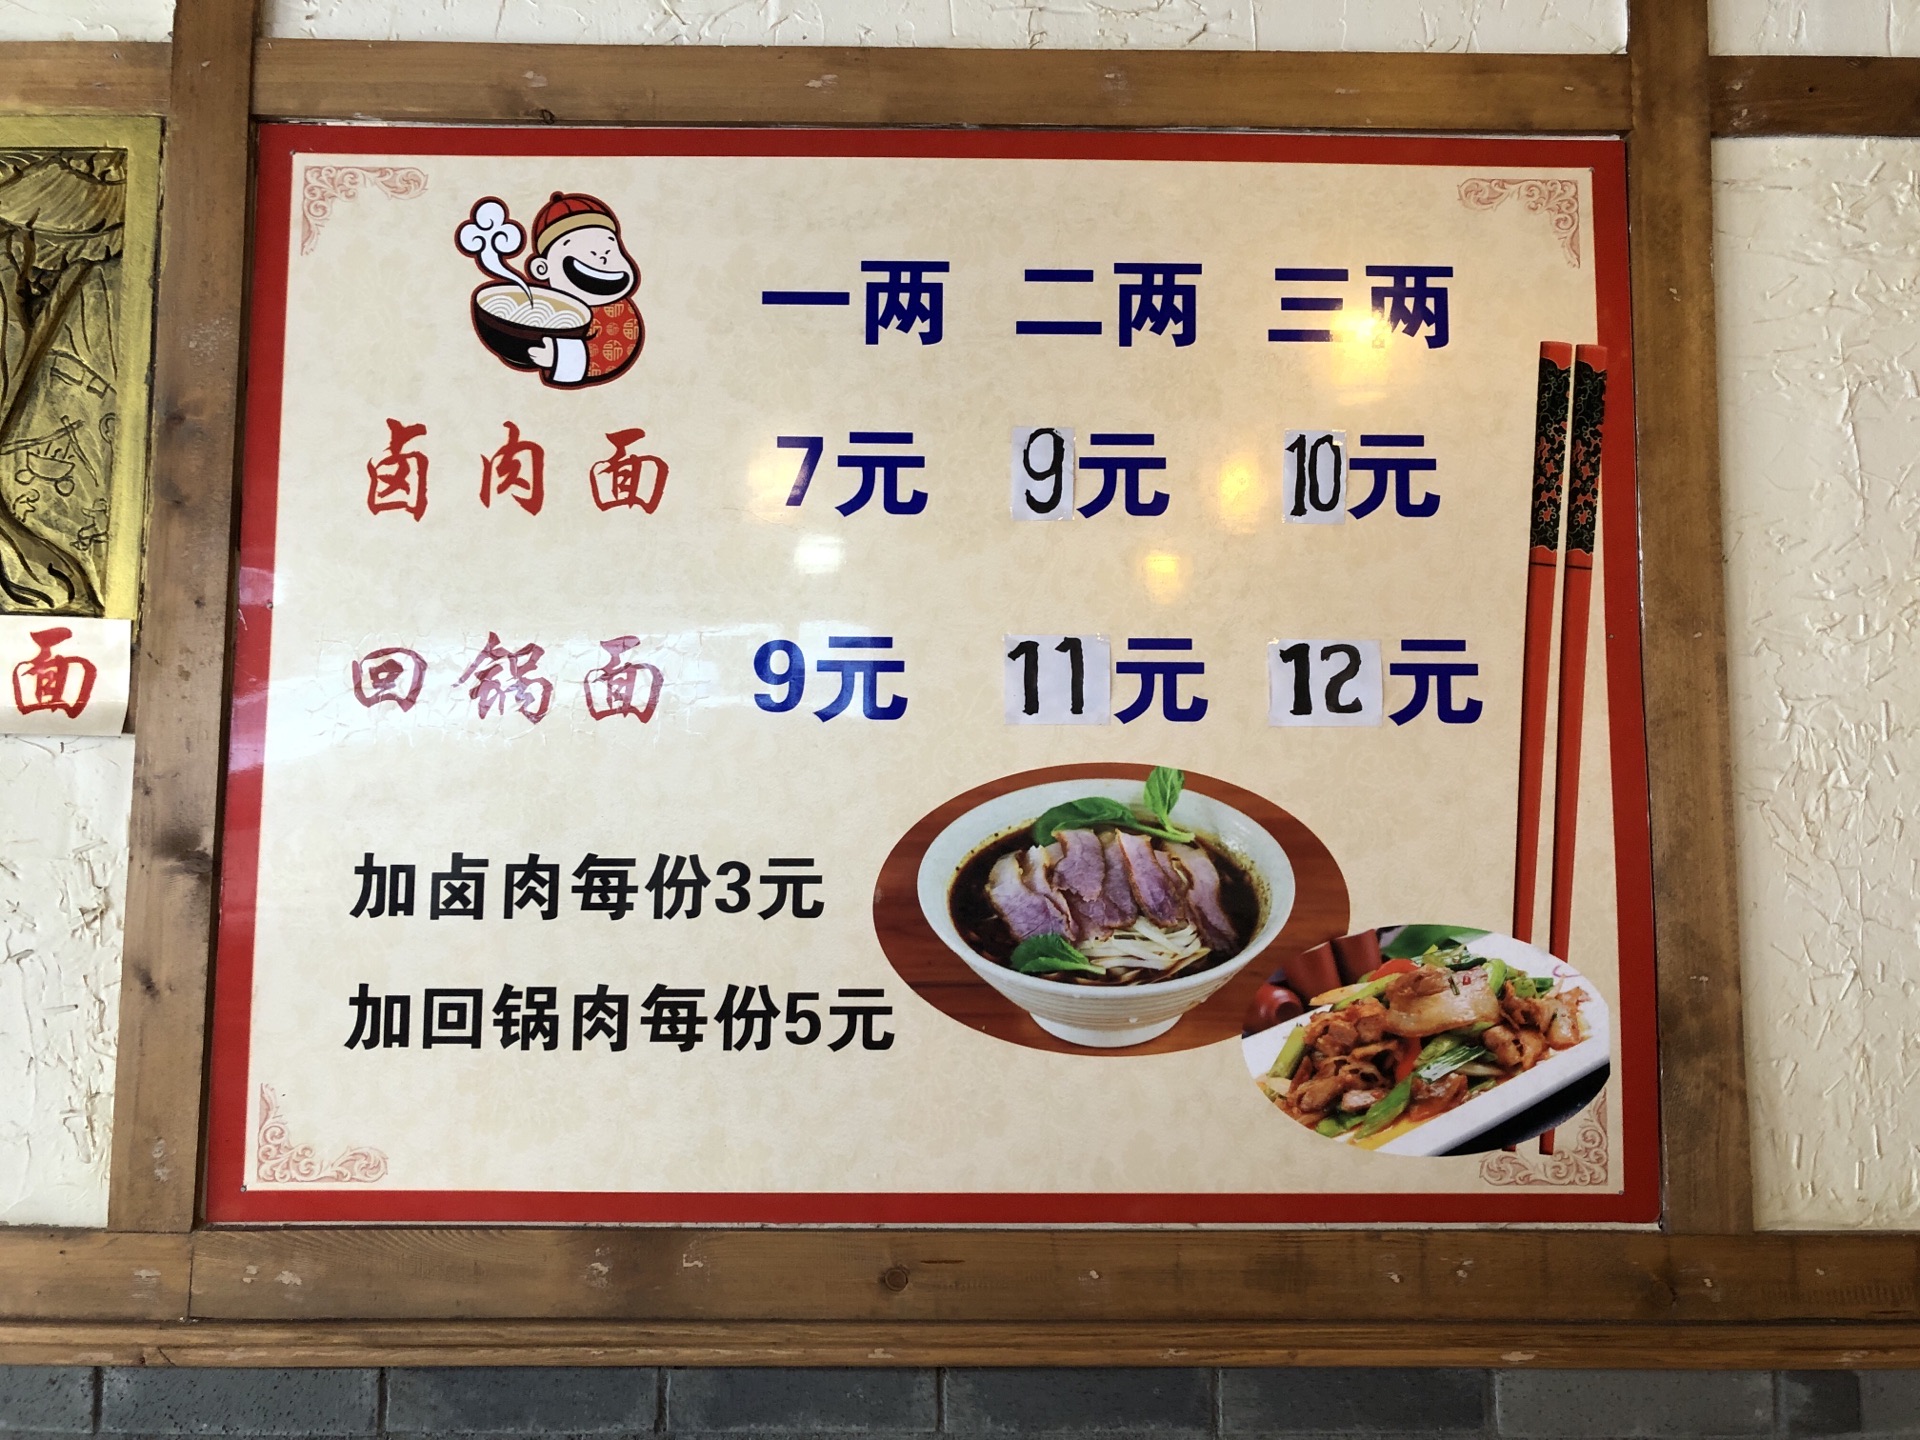 一两 二两 三两
卤肉面 7元 9元 10元
回锅面 9元 11元 12元
面
加卤肉每份3元
加回锅肉每份5元